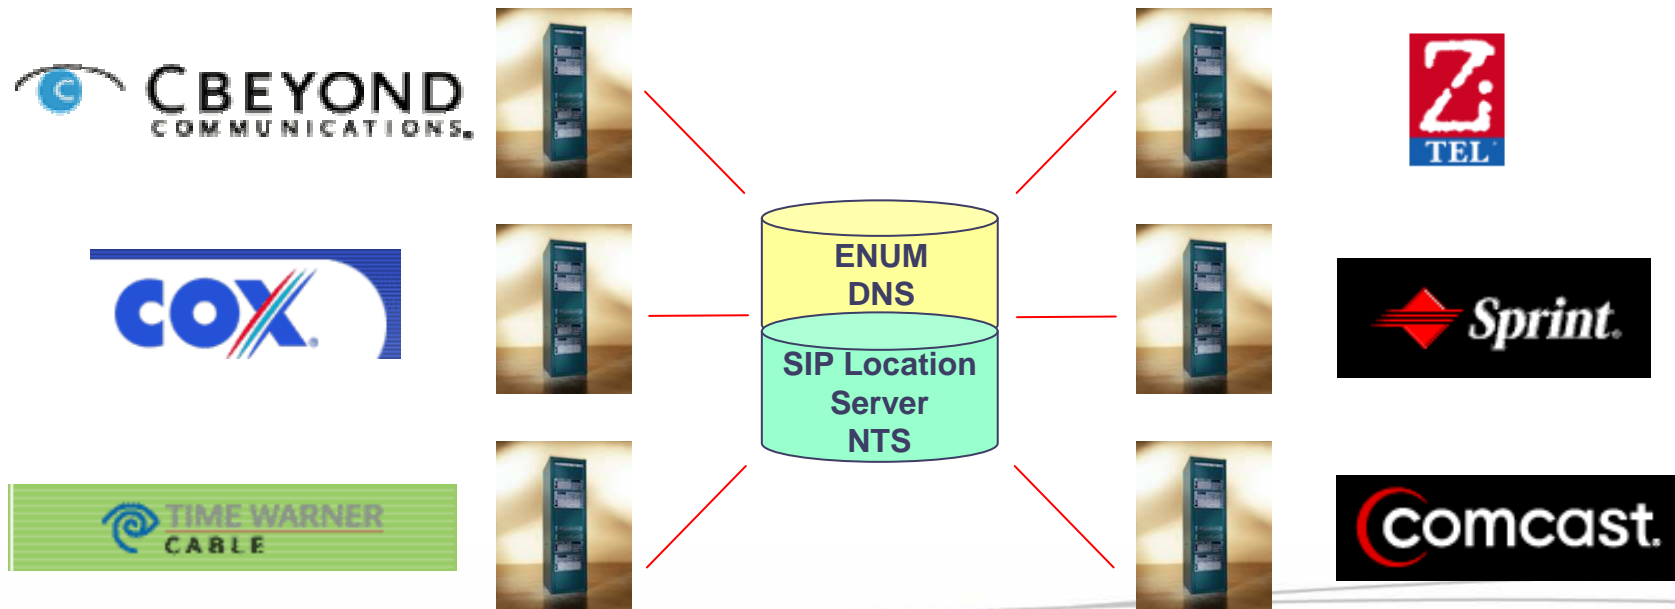 C CBEYOND
COMMUNICATIONS®
Z
TEL
ENUM
DNS
COX®
SIP Location
Server
NTS
Sprint®
TIME WARNER
CABLE
Comcast®